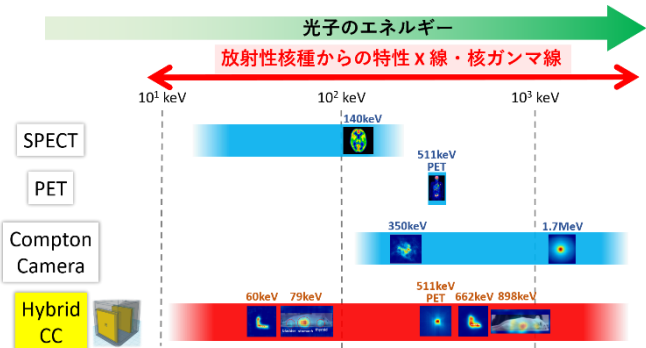 光子のエネルギー
放射性核種からの特性X線・核ガンマ線
10¹ keV
10² keV
10³ keV
SPECT
140keV
PET
511keV
PET
Compton
Camera
350keV
1.7MeV
Hybrid
CC
60keV
79keV
511keV
PET
662keV
898keV